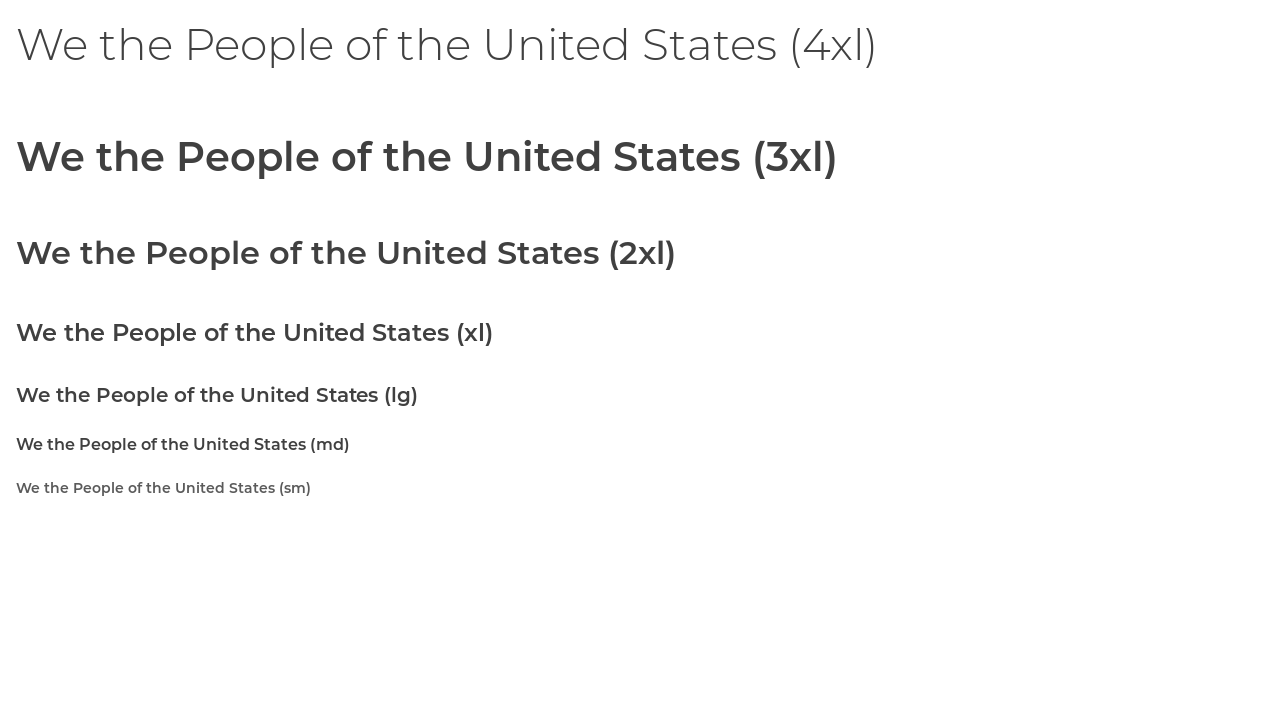 We the People of the United States (4xl)
We the People of the United States (3xl)
We the People of the United States (2xl)
We the People of the United States (xl)
We the People of the United States (lg)
We the People of the United States (md)
We the People of the United States (sm)